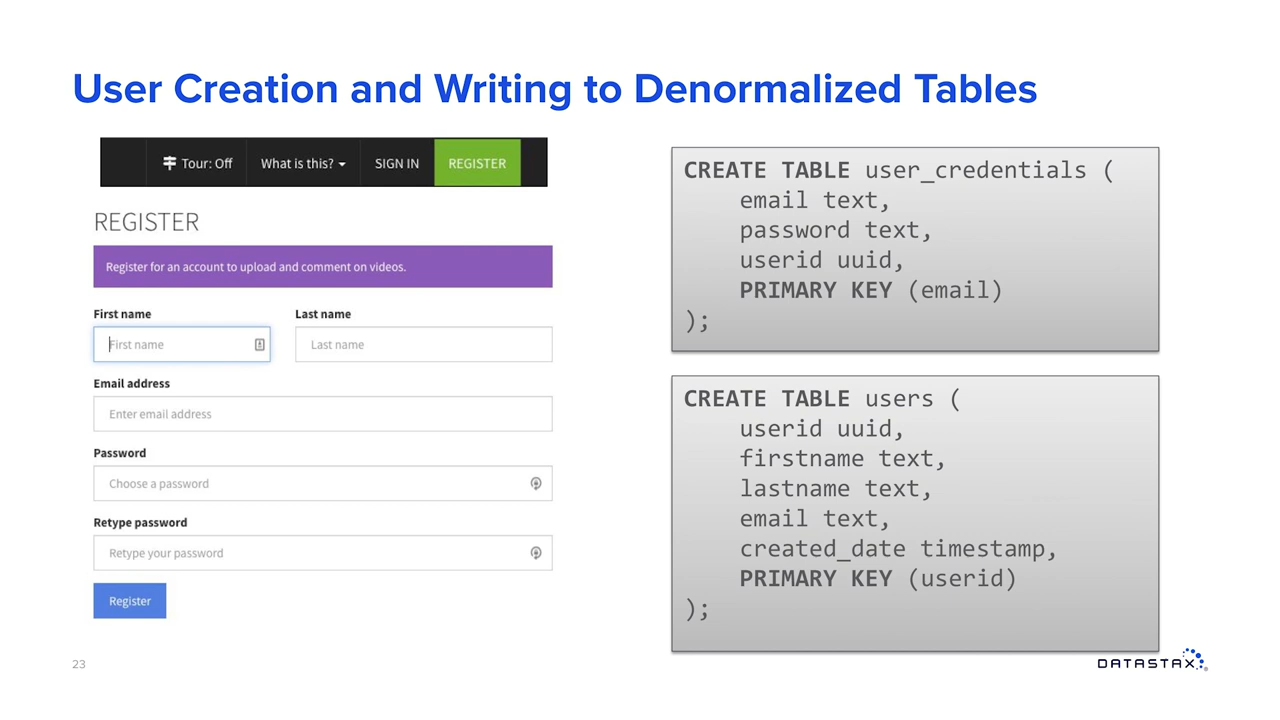 User Creation and Writing to Denormalized Tables
Tour: Off What is this? SIGN IN REGISTER
REGISTER
Register for an account to upload and comment on videos.
First name Last name
First name Last name
Email address
Enter email address
Password
Choose a password
Retype password
Retype your password
Register
CREATE TABLE user_credentials (
email text,
password text,
userid uuid,
PRIMARY KEY (email)
);
CREATE TABLE users (
userid uuid,
firstname text,
lastname text,
email text,
created_date timestamp,
PRIMARY KEY (userid)
);
23
DATASTAX